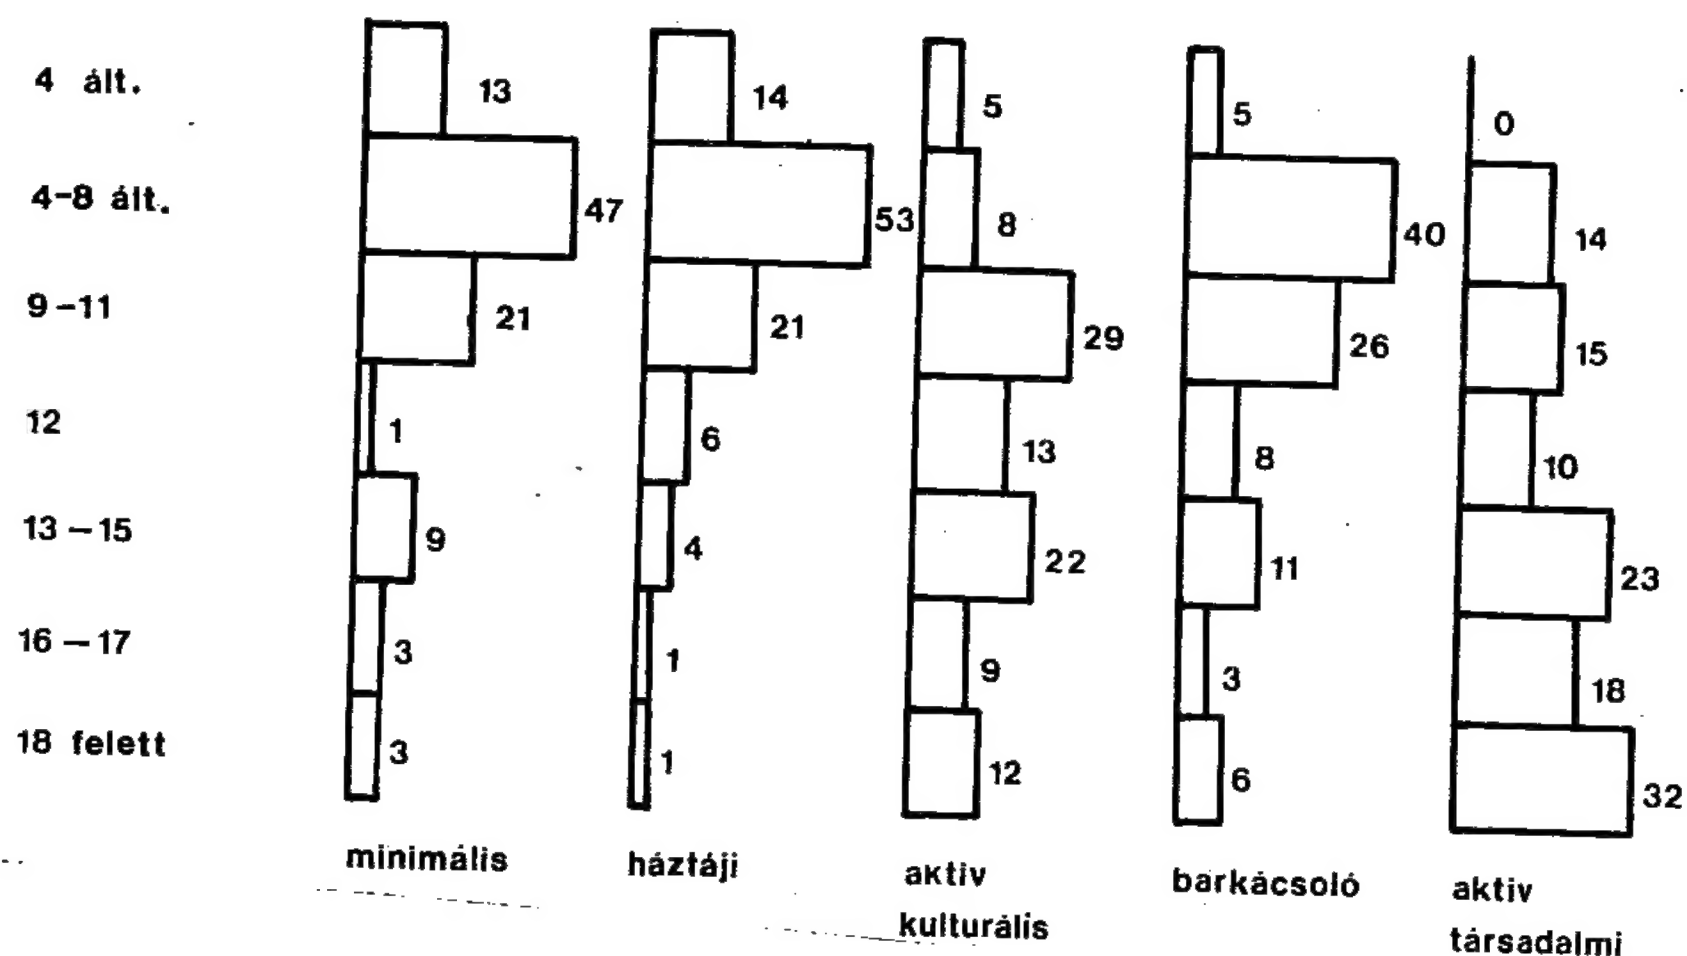 4 ált. 13 14 5 5 0
4-8 ált. 47 53 8 40 14
9-11 21 21 29 26 15
12 1 6 13 8 10
13-15 9 4 22 11 23
16-17 3 1 9 3 18
18 felett 3 1 12 6 32
minimális háztáji aktiv barkácsoló aktiv
kulturális társadalmi